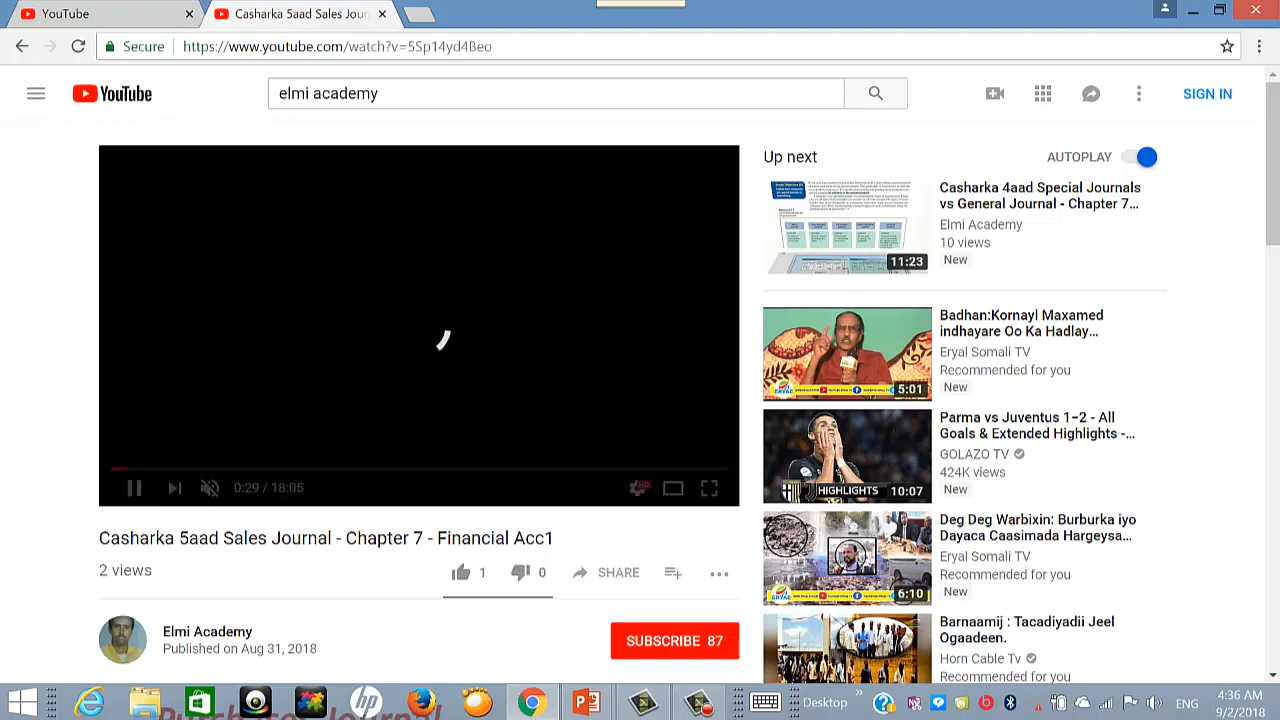 YouTube
Casharka 5aad Sales Jour
Secure
https://www.youtube.com/watch?v=5Sp14yd4Beo
YouTube
elmi academy
SIGN IN
Up next
AUTOPLAY
Casharka 4aad Special Journals
vs General Journal - Chapter 7...
Elmi Academy
10 views
New
11:23
Badhan:Kornayl Maxamed
indhayare Oo Ka Hadlay...
Eryal Somali TV
Recommended for you
New
5:01
Parma vs Juventus 1–2 - All
Goals & Extended Highlights -...
GOLAZO TV
424K views
New
HIGHLIGHTS 10:07
Deg Deg Warbixin: Burburka iyo
Dayaca Caasimada Hargeysa...
Eryal Somali TV
Recommended for you
New
6:10
Barnaamij : Tacadiyadii Jeel
Ogaadeen.
Horn Cable Tv
Recommended for you
0:29 / 18:05
HD
Casharka 5aad Sales Journal - Chapter 7 - Financial Acc1
2 views
1
0
SHARE
Elmi Academy
Published on Aug 31, 2018
SUBSCRIBE 87
Desktop
ENG
4:36 AM
9/2/2018